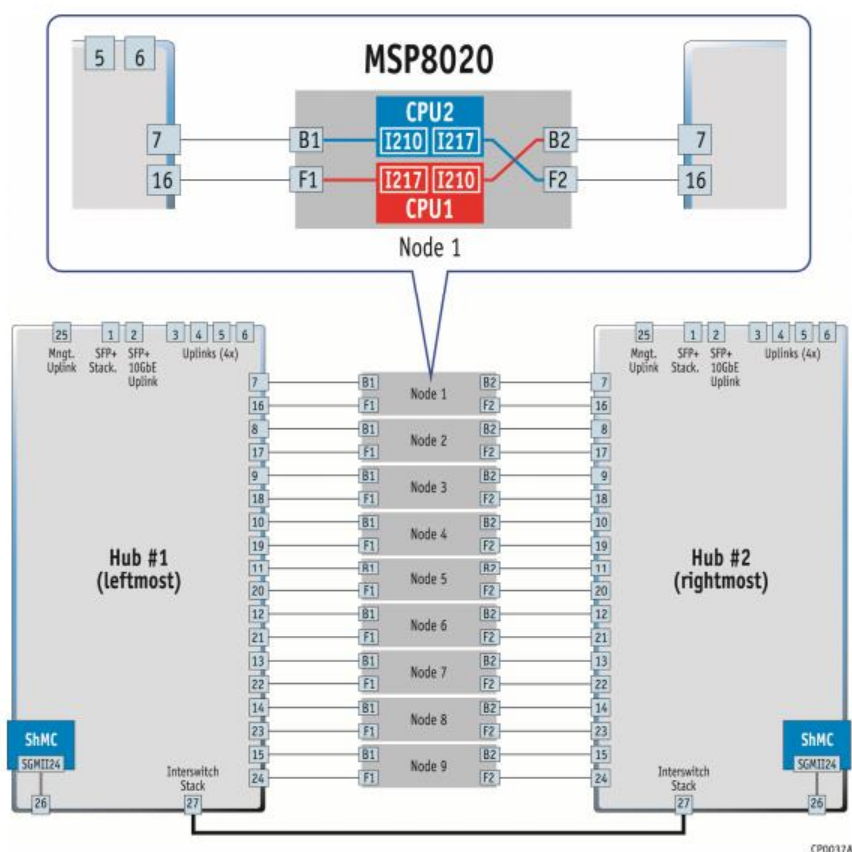 5 6
MSP8020
CPU2
7 B1 I210 I217 B2 7
16 F1 I217 I210 F2 16
CPU1
Node 1
25 1 2 3 4 5 6
Mngt. Uplink
SFP+ Stack.
SFP+ 10GbE Uplink
Uplinks (4x)
25 1 2 3 4 5 6
Mngt. Uplink
SFP+ Stack.
SFP+ 10GbE Uplink
Uplinks (4x)
7 B1 Node 1 B2 7
16 F1 F2 16
8 B1 Node 2 B2 8
17 F1 F2 17
9 B1 Node 3 B2 9
18 F1 F2 18
10 B1 Node 4 B2 10
19 F1 F2 19
11 B1 Node 5 B2 11
20 F1 F2 20
12 B1 Node 6 B2 12
21 F1 F2 21
13 B1 Node 7 B2 13
22 F1 F2 22
14 B1 Node 8 B2 14
23 F1 F2 23
15 B1 Node 9 B2 15
24 F1 F2 24
Hub #1
(leftmost)
Hub #2
(rightmost)
ShMC
SGMII24
26
Interswitch
Stack
27
Interswitch
Stack
27
ShMC
SGMII24
26
CP0032A